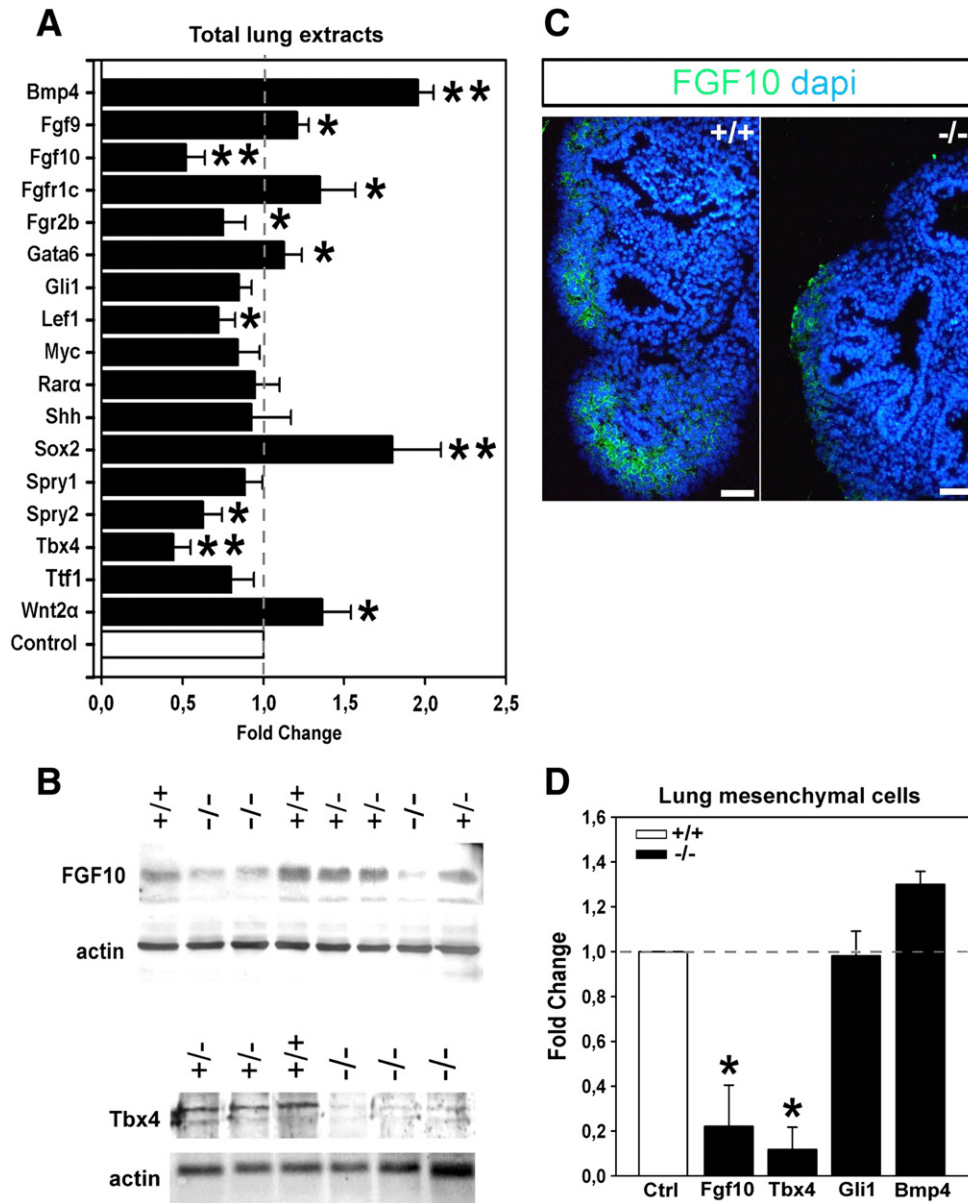 A
Total lung extracts
Bmp4 **
Fgf9 *
Fgf10 **
Fgfr1c *
Fgr2b *
Gata6 *
Gli1
Lef1 *
Myc
Rarα
Shh
Sox2 **
Spry1
Spry2 *
Tbx4 **
Ttf1
Wnt2α *
Control
0,0 0,5 1,0 1,5 2,0 2,5
Fold Change
B
+/+ -/- -/- +/+ +/- +/- -/- +/-
FGF10
actin
+/- +/- +/+ -/- -/- -/-
Tbx4
actin
C
FGF10 dapi
+/+ -/-
D
Lung mesenchymal cells
+/+
-/-
1,6
1,4
1,2
1,0
0,8
0,6
0,4
0,2
0,0
Fold Change
* *
Ctrl Fgf10 Tbx4 Gli1 Bmp4